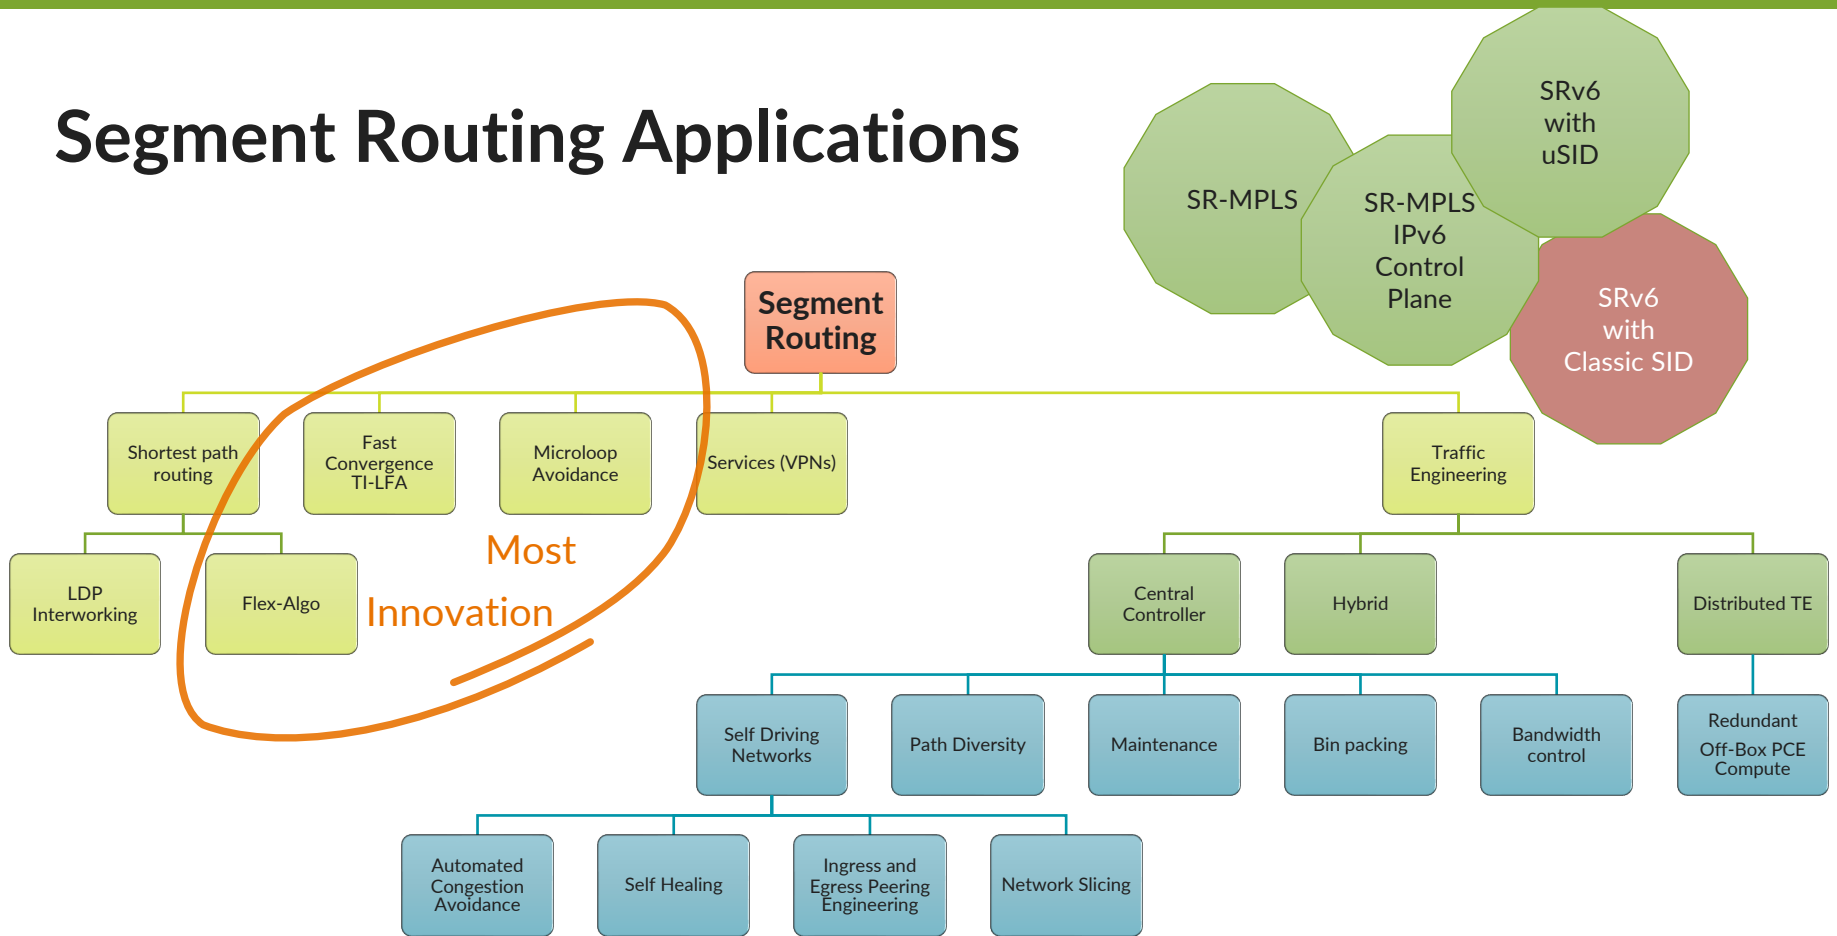 Segment Routing Applications
SR-MPLS
SR-MPLS
IPv6
Control
Plane
SRv6
with
uSID
SRv6
with
Classic SID
Segment
Routing
Shortest path
routing
Fast
Convergence
TI-LFA
Microloop
Avoidance
Services (VPNs)
Traffic
Engineering
LDP
Interworking
Flex-Algo
Most
Innovation
Central
Controller
Hybrid
Distributed TE
Self Driving
Networks
Path Diversity
Maintenance
Bin packing
Bandwidth
control
Redundant
Off-Box PCE
Compute
Automated
Congestion
Avoidance
Self Healing
Ingress and
Egress Peering
Engineering
Network Slicing